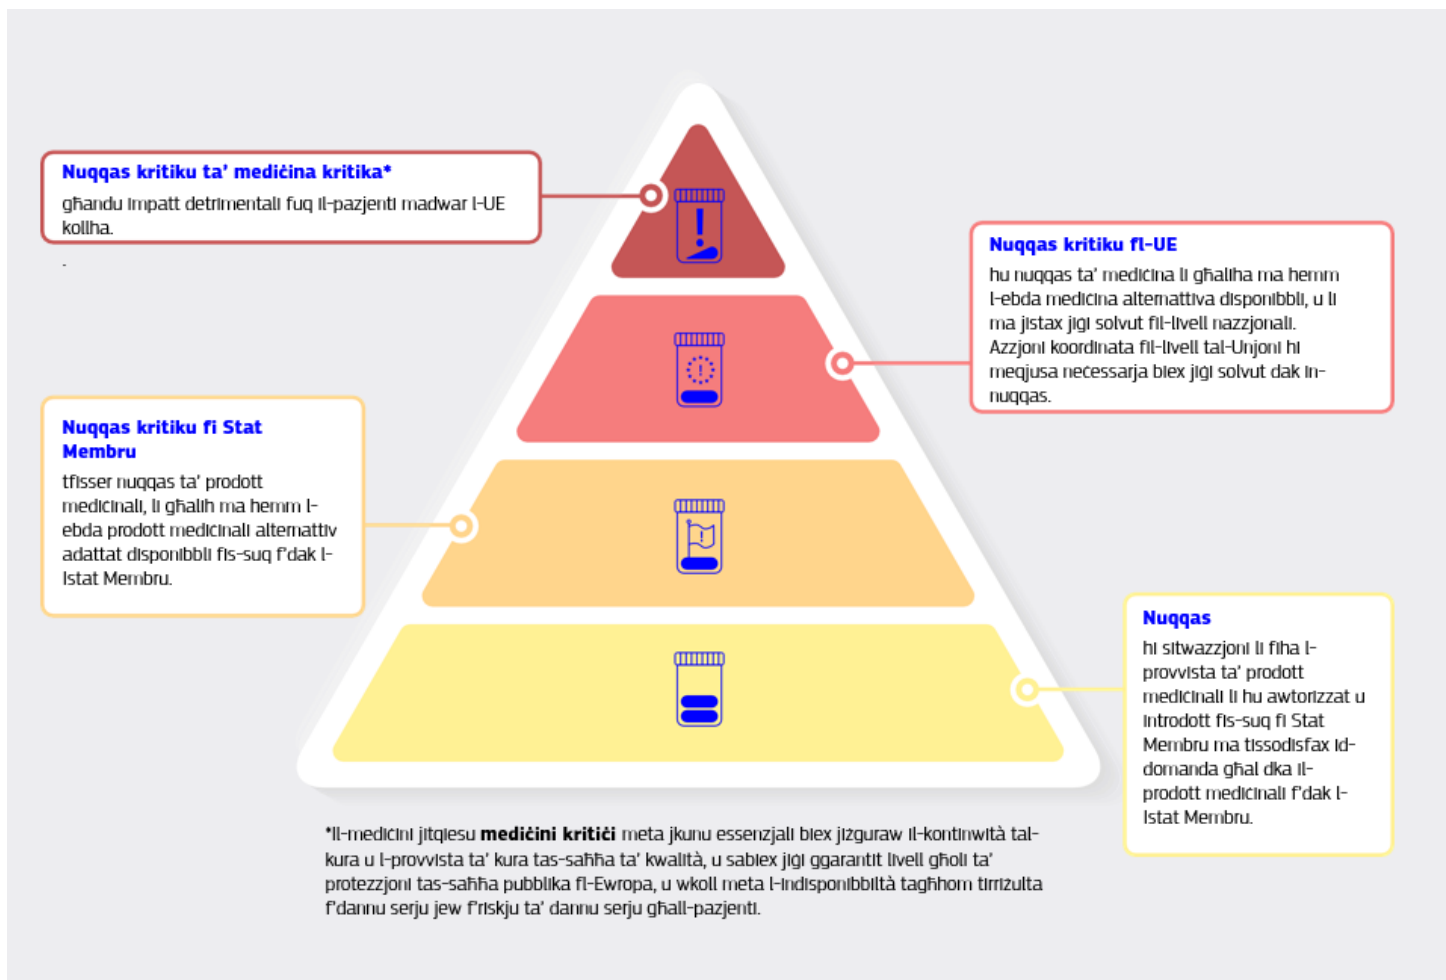 Nuqqas kritiku ta' mediċina kritika*
għandu impatt detrimentali fuq il-pazjenti madwar l-UE
kollha.
.
Nuqqas kritiku fl-UE
hu nuqqas ta' mediċina li għaliha ma hemm
l-ebda mediċina alternattiva disponibbli, u li
ma jistax jiġi solvut fil-livell nazzjonali.
Azzjoni koordinata fil-livell tal-Unjoni hi
meqjusa neċessarja biex jiġi solvut dak in-
nuqqas.
Nuqqas kritiku fi Stat
Membru
tfisser nuqqas ta' prodott
mediċinali, li għalih ma hemm l-
ebda prodott mediċinali alternattiv
adattat disponibbli fis-suq f'dak l-
Istat Membru.
Nuqqas
hi sitwazzjoni li fiha l-
provvista ta' prodott
mediċinali li hu awtorizzat u
introdott fis-suq fi Stat
Membru ma tissodisfax id-
domanda għal dka il-
prodott mediċinali f'dak l-
Istat Membru.
*Il-mediċini jitqiesu mediċini kritiċi meta jkunu essenzjali biex jiżguraw il-kontinwità tal-
kura u l-provvista ta' kura tas-saħħa ta' kwalità, u sabiex jiġi ggarantit livell għoli ta'
protezzjoni tas-saħħa pubblika fl-Ewropa, u wkoll meta l-indisponibbiltà tagħhom tirriżulta
f'dannu serju jew f'riskju ta' dannu serju għall-pazjenti.